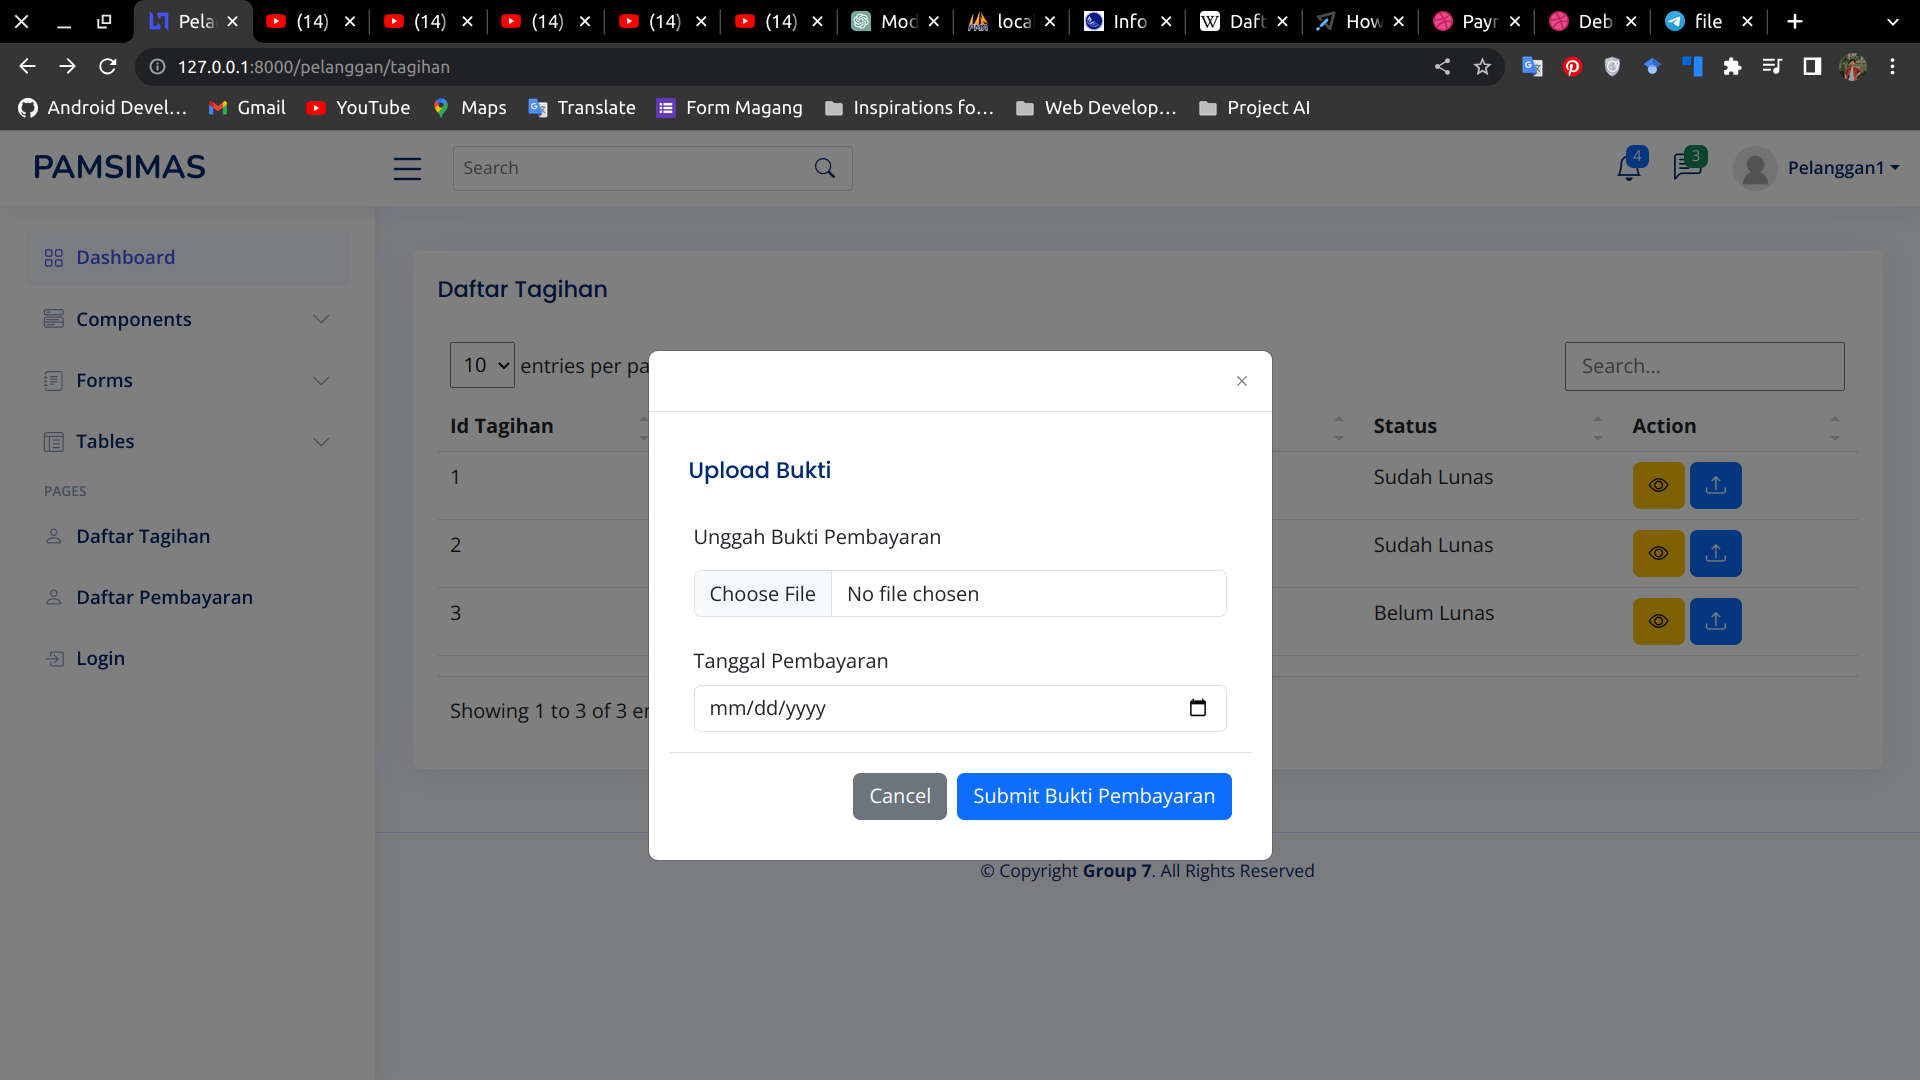 Pela
(14)
(14)
(14)
(14)
(14)
Mod
loca
Info
Daft
How
Payr
Deb
file
127.0.0.1:8000/pelanggan/tagihan
Android Devel...
Gmail
YouTube
Maps
Translate
Form Magang
Inspirations fo...
Web Develop...
Project AI
PAMSIMAS
Search
4
3
Pelanggan1
Dashboard
Components
Forms
Tables
PAGES
Daftar Tagihan
Daftar Pembayaran
Login
Daftar Tagihan
10 entries per pa
Search...
Id Tagihan Status Action
1 Sudah Lunas
2 Sudah Lunas
3 Belum Lunas
Showing 1 to 3 of 3 en
Upload Bukti
Unggah Bukti Pembayaran
Choose File No file chosen
Tanggal Pembayaran
mm/dd/yyyy
Cancel Submit Bukti Pembayaran
© Copyright Group 7. All Rights Reserved